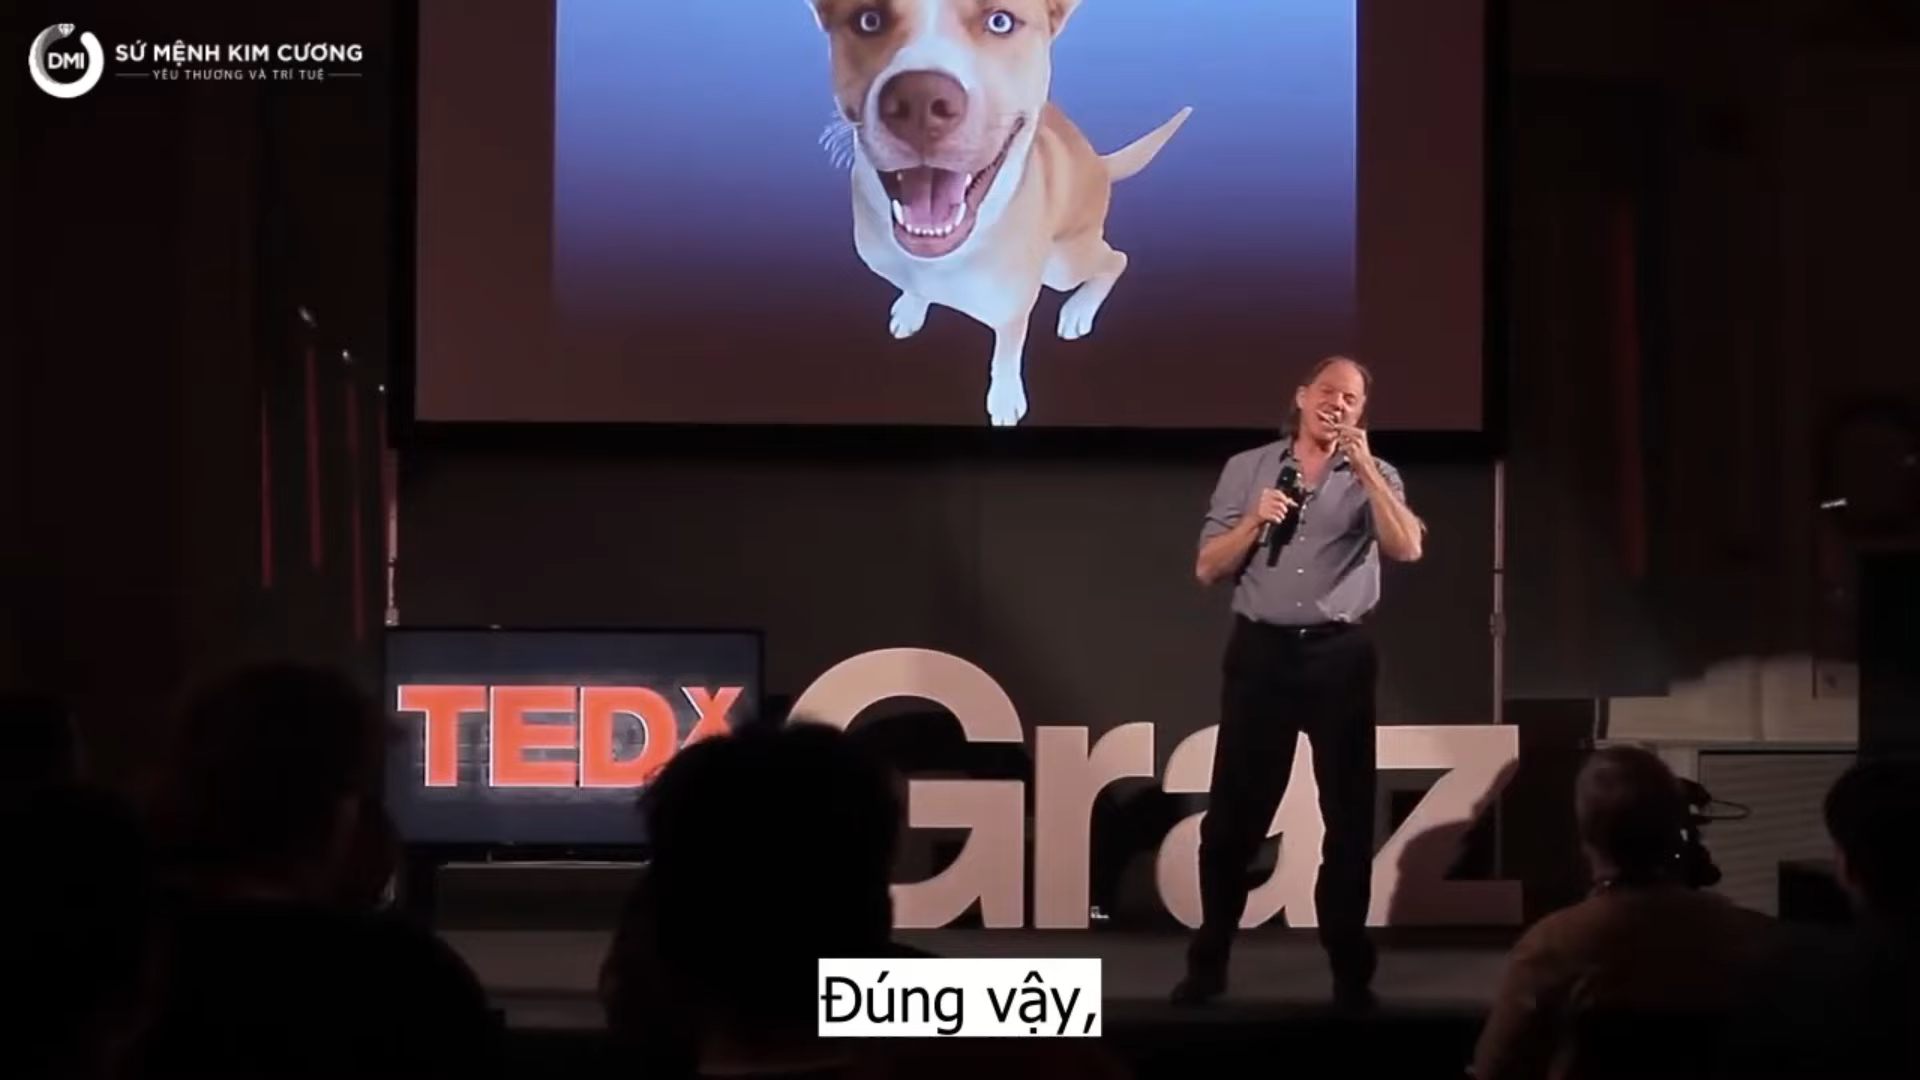 DMI
SỨ MỆNH KIM CƯƠNG
YÊU THƯƠNG VÀ TRÍ TUỆ
TEDx
Graz
Đúng vậy,